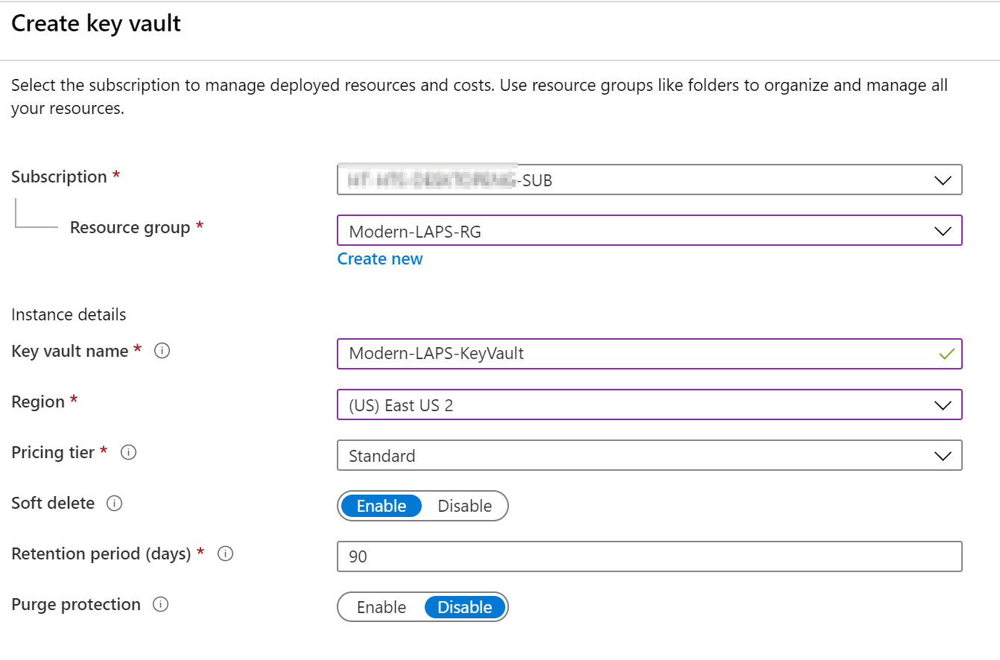 Create key vault
Select the subscription to manage deployed resources and costs. Use resource groups like folders to organize and manage all
your resources.
Subscription *
-SUB
Resource group *
Modern-LAPS-RG
Create new
Instance details
Key vault name *
Modern-LAPS-KeyVault
Region *
(US) East US 2
Pricing tier *
Standard
Soft delete
Enable Disable
Retention period (days) *
90
Purge protection
Enable Disable